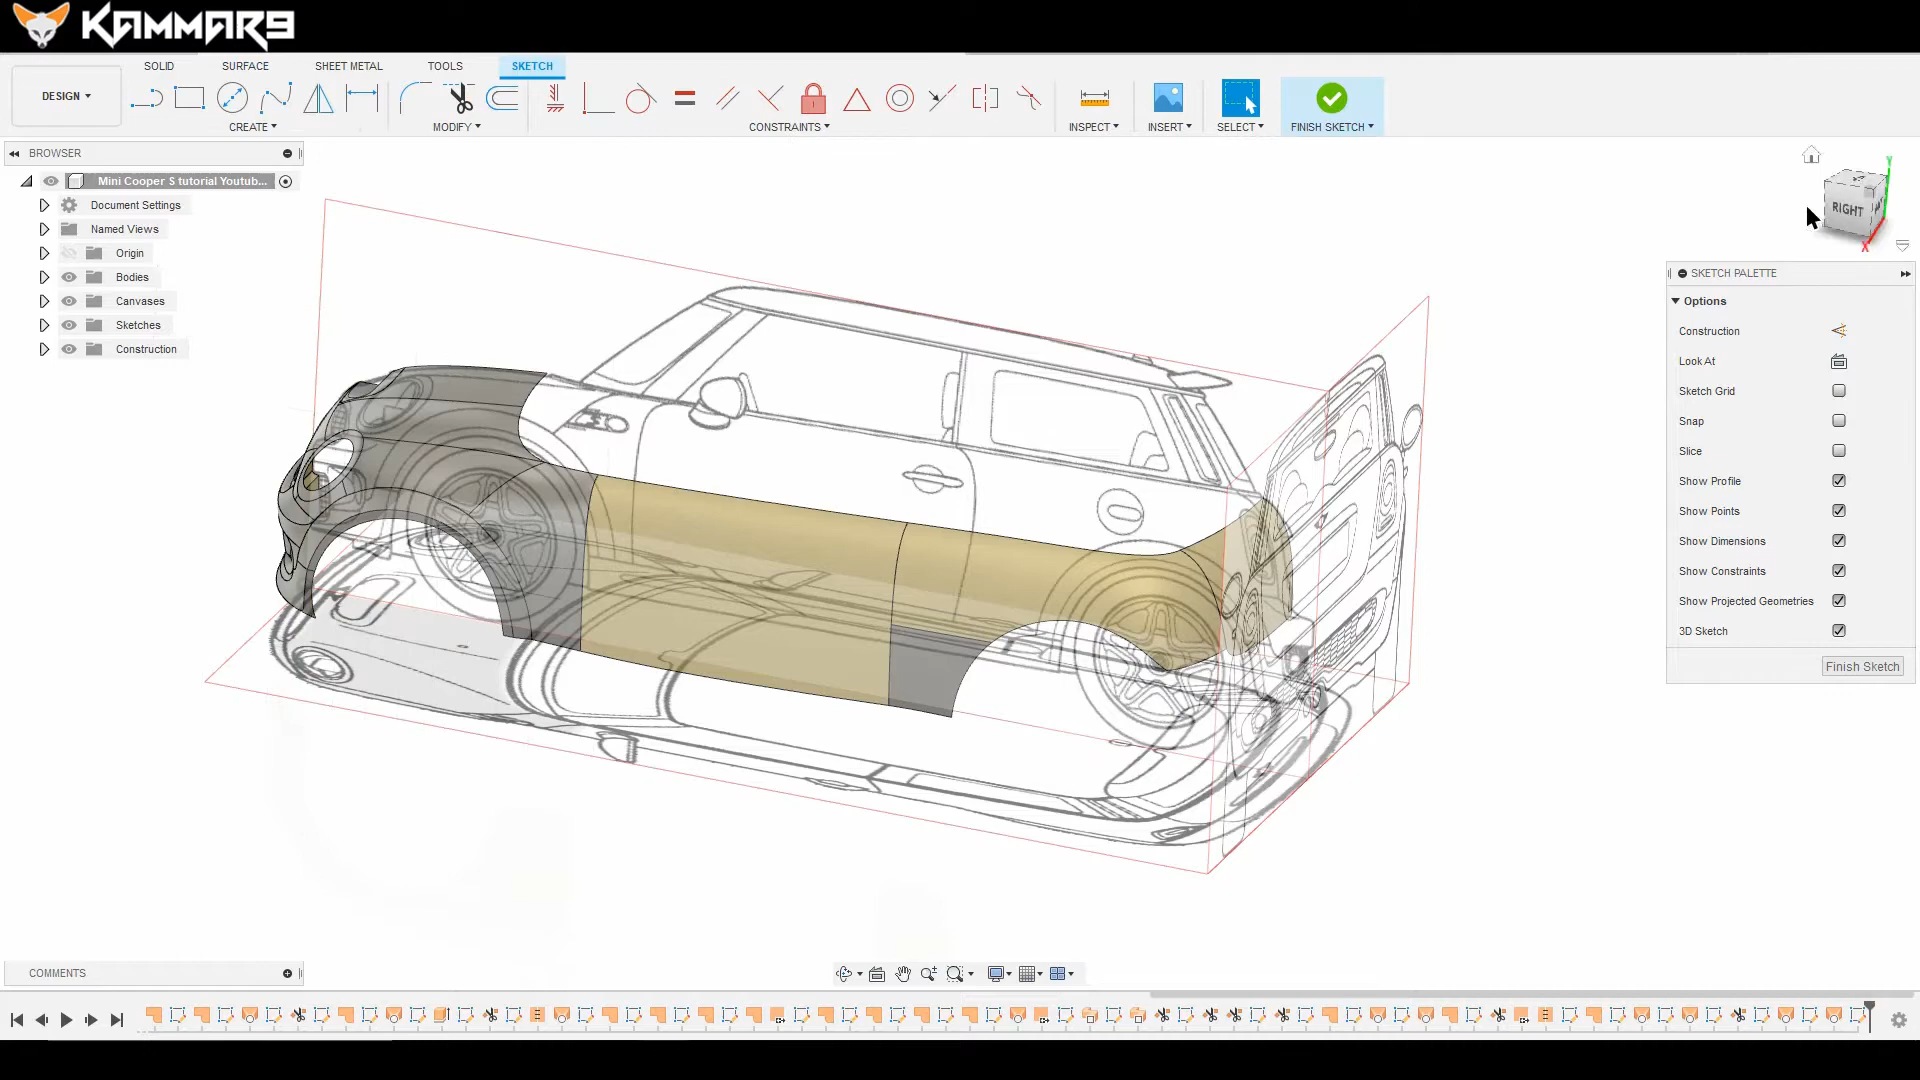 KAMMAR9
SOLID SURFACE SHEET METAL TOOLS SKETCH
DESIGN
CREATE MODIFY CONSTRAINTS INSPECT INSERT SELECT FINISH SKETCH
BROWSER
Mini Cooper S tutorial Youtub...
Document Settings
Named Views
Origin
Bodies
Canvases
Sketches
Construction
RIGHT
Y
X
SKETCH PALETTE
Options
Construction
Look At
Sketch Grid
Snap
Slice
Show Profile
Show Points
Show Dimensions
Show Constraints
Show Projected Geometries
3D Sketch
Finish Sketch
COMMENTS